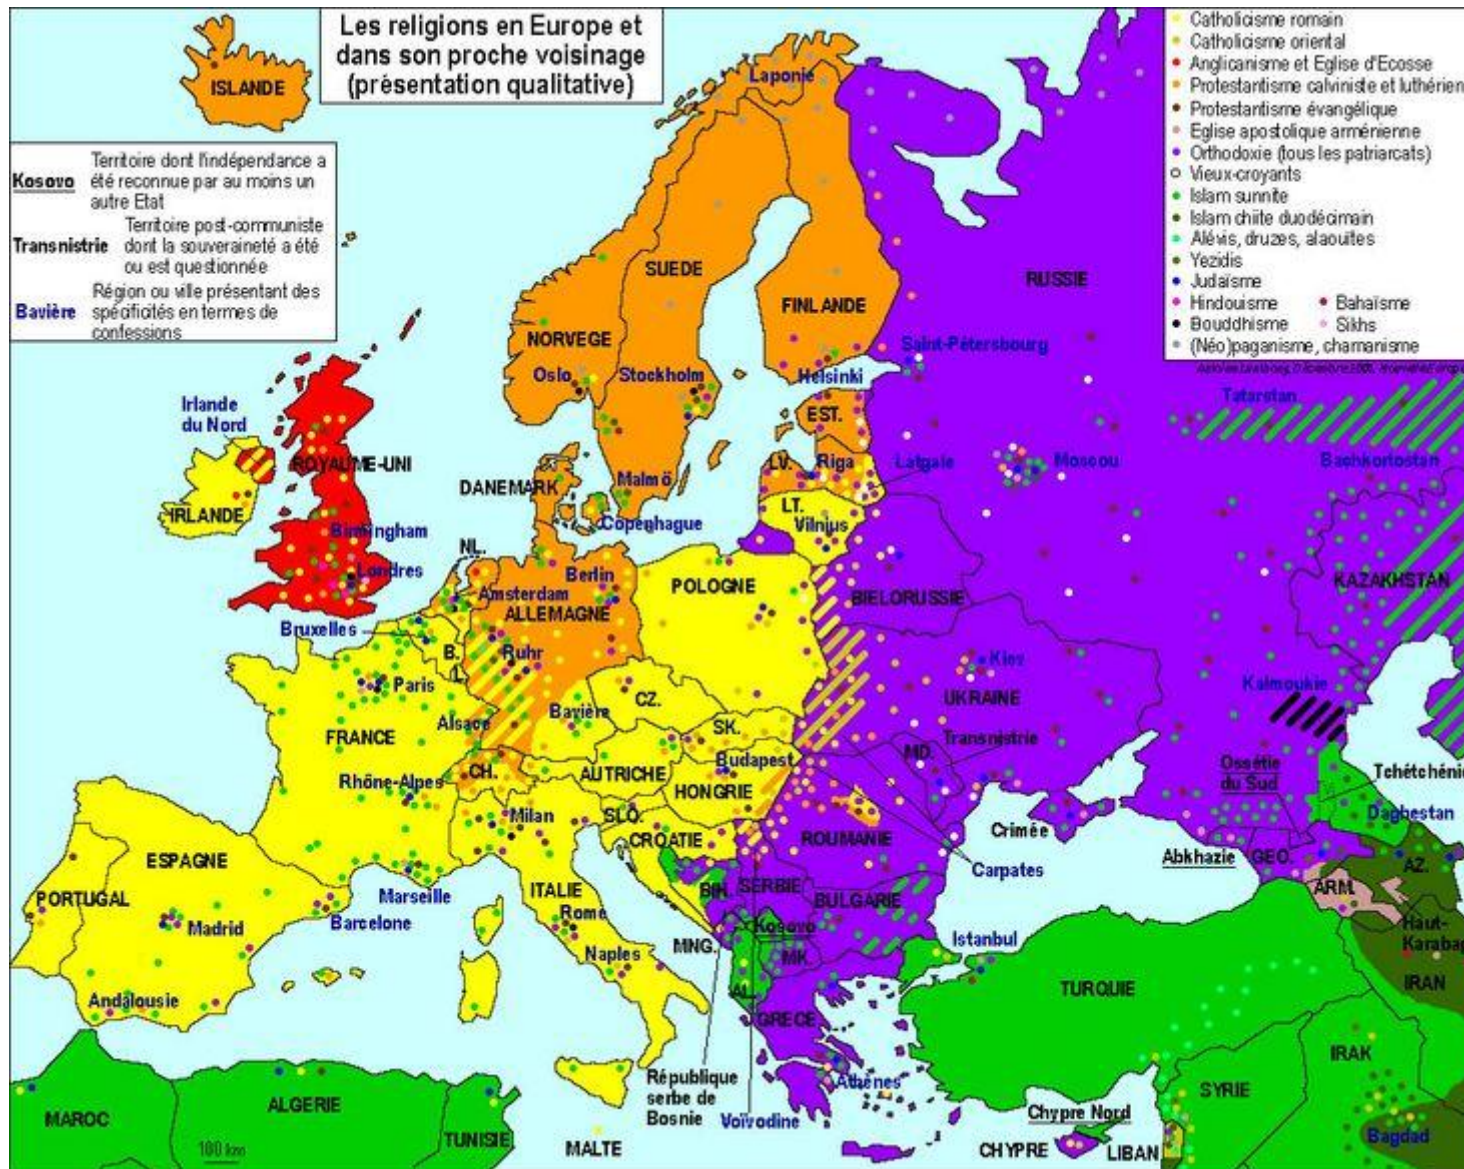 Les religions en Europe et
dans son proche voisinage
(présentation qualitative)
Catholicisme romain
Catholicisme oriental
Anglicanisme et Eglise d'Ecosse
Protestantisme calviniste et luthérien
Protestantisme évangélique
Eglise apostolique arménienne
Orthodoxie (tous les patriarcats)
Vieux-croyants
Islam sunnite
Islam chiite duodécimain
Alévis, druzes, alaouites
Yezidis
Judaïsme
Hindouisme
Bahaïsme
Bouddhisme
Sikhs
(Néo)paganisme, chamanisme
Kosovo
Territoire dont l'indépendance a
été reconnue par au moins un
autre Etat
Transnistrie
Territoire post-communiste
dont la souveraineté a été
ou est questionnée
Bavière
Région ou ville présentant des
spécificités en termes de
confessions
ISLANDE
Laponie
SUEDE
RUSSIE
FINLANDE
NORVEGE
Oslo
Stockholm
Helsinki
Saint-Pétersbourg
EST.
Tatarstan
Bachkortostan
Irlande
du Nord
ROYAUME-UNI
IRLANDE
Birmingham
Londres
DANEMARK
Malmö
Copenhague
LV.
Riga
Latgale
Moscou
LT.
Vilnius
NL.
Amsterdam
Berlin
ALLEMAGNE
POLOGNE
BIELORUSSIE
KAZAKHSTAN
Bruxelles
B.
L.
Ruhr
Paris
Kiev
UKRAINE
Kalmoukie
Alsace
Bavière
CZ.
SK.
FRANCE
MD.
Transnistrie
Budapest
Rhône-Alpes
CH.
AUTRICHE
HONGRIE
Ossétie
du Sud
Tchétchénie
Daghestan
Milan
SLO.
CROATIE
ROUMANIE
Crimée
Carpates
Abkhazie
GEO.
AZ.
ESPAGNE
PORTUGAL
Madrid
Marseille
Barcelone
ITALIE
Rome
Naples
BIH.
SERBIE
BULGARIE
ARM.
Haut-
Karabag
IRAN
MNG.
Kosovo
MK.
AL.
Istanbul
TURQUIE
Andalousie
GRECE
Athènes
République
serbe de
Bosnie
Voïvodine
IRAK
SYRIE
Bagdad
MAROC
ALGERIE
TUNISIE
100 km
MALTE
Chypre Nord
CHYPRE
LIBAN